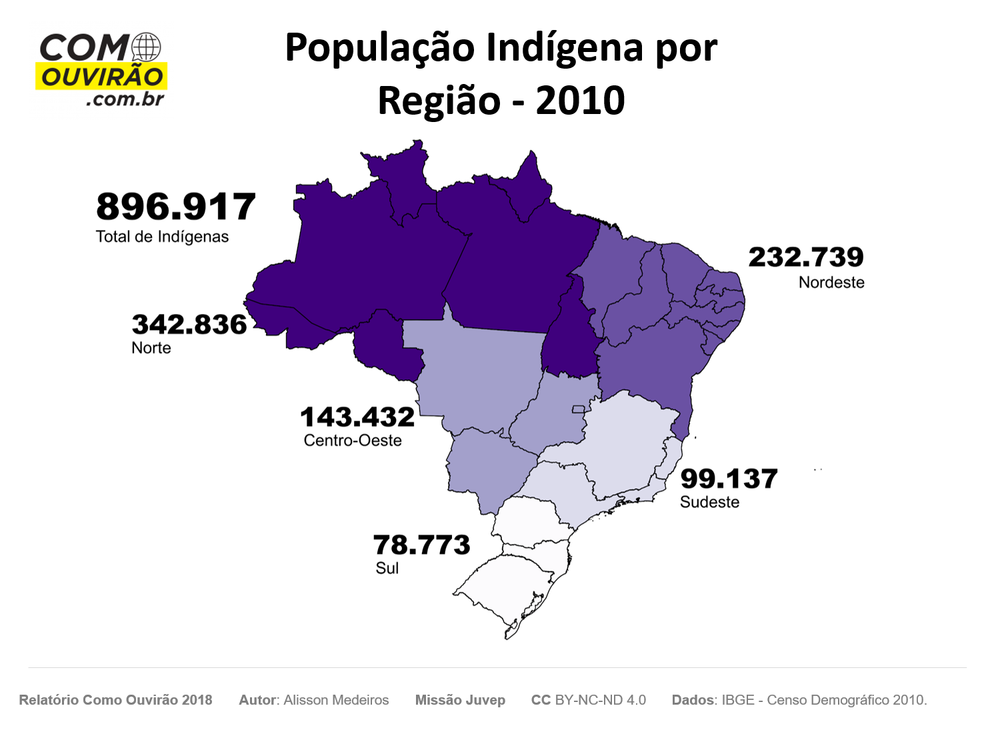 COMO
OUVIRÃO
.com.br
População Indígena por
Região - 2010
896.917
Total de Indígenas
232.739
Nordeste
342.836
Norte
143.432
Centro-Oeste
99.137
Sudeste
78.773
Sul
Relatório Como Ouvirão 2018 Autor: Alisson Medeiros Missão Juvep CC BY-NC-ND 4.0 Dados: IBGE - Censo Demográfico 2010.